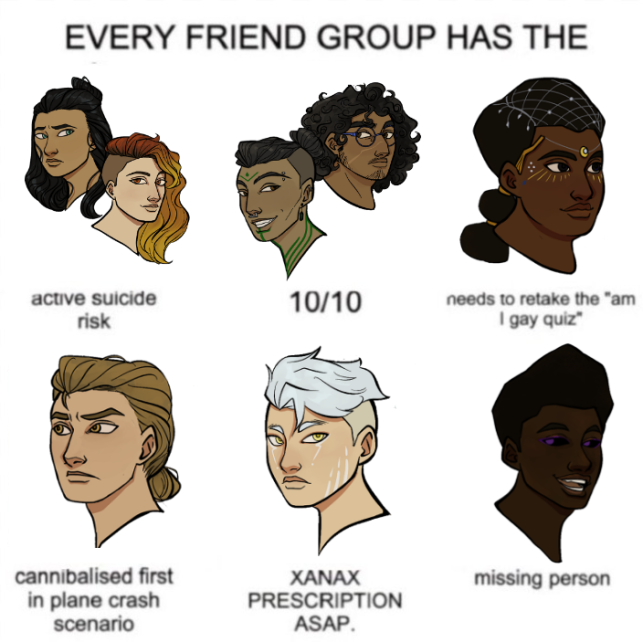 EVERY FRIEND GROUP HAS THE
active suicide
risk
10/10
needs to retake the "am
I gay quiz"
cannibalised first
in plane crash
scenario
XANAX
PRESCRIPTION
ASAP.
missing person